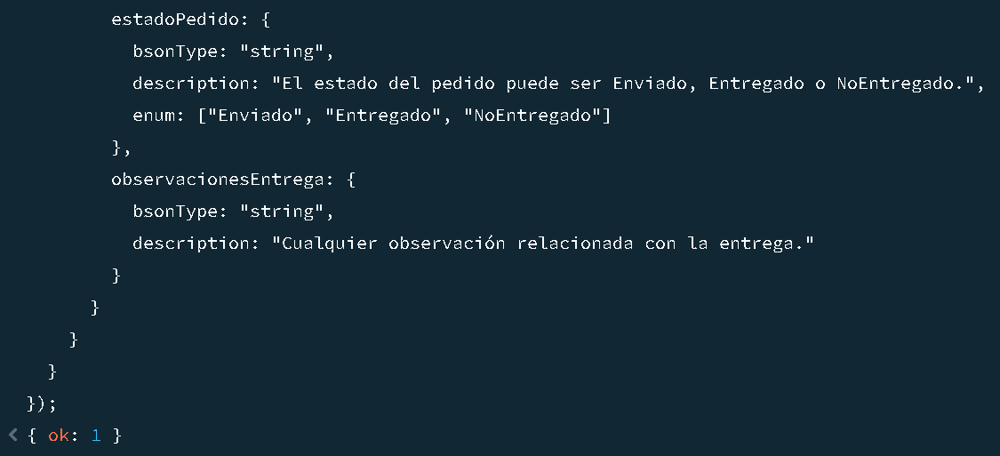 estadoPedido: {
bsonType: "string",
description: "El estado del pedido puede ser Enviado, Entregado o NoEntregado.",
enum: ["Enviado", "Entregado", "NoEntregado"]
},
observacionesEntrega: {
bsonType: "string",
description: "Cualquier observación relacionada con la entrega."
}
}
}
}
});
< { ok: 1 }